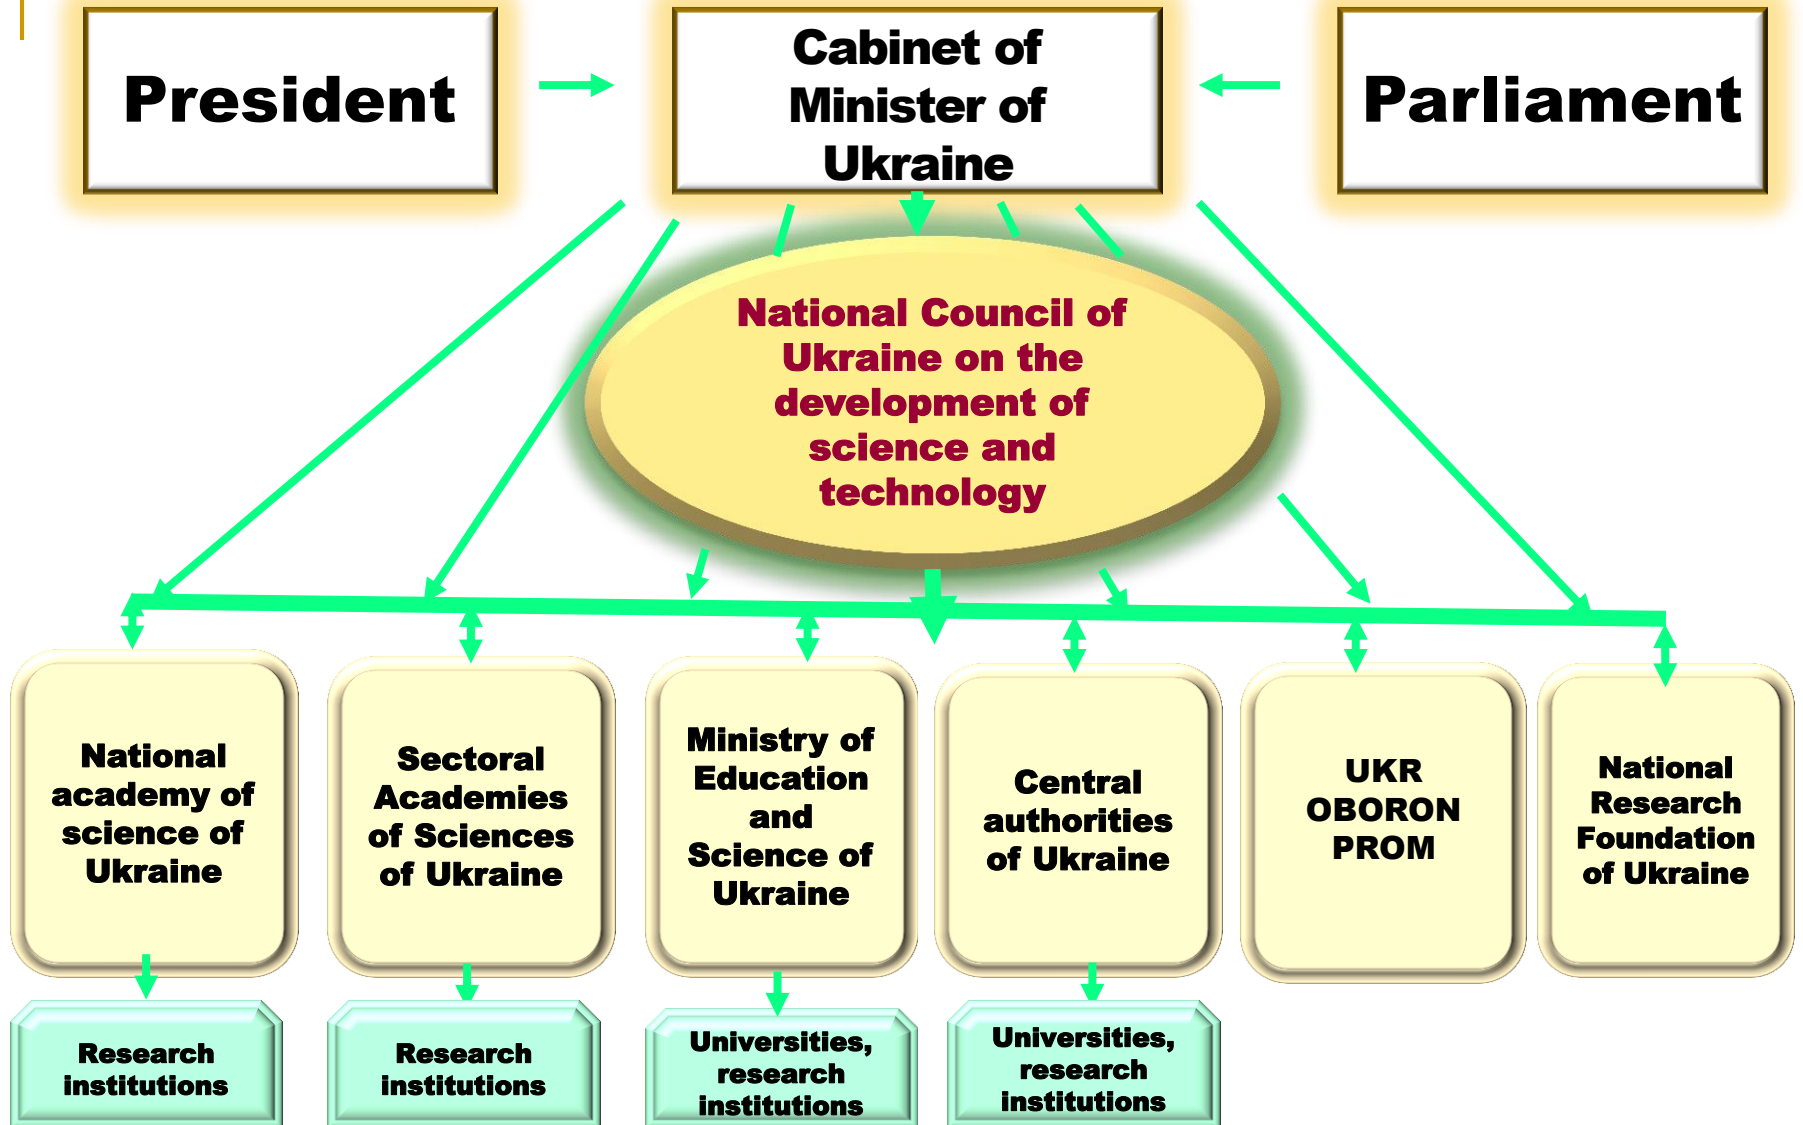 President
Cabinet of
Minister of
Ukraine
Parliament
National Council of
Ukraine on the
development of
science and
technology
National
academy of
science of
Ukraine
Sectoral
Academies
of Sciences
of Ukraine
Ministry of
Education
and
Science of
Ukraine
Central
authorities
of Ukraine
UKR
OBORON
PROM
National
Research
Foundation
of Ukraine
Research
institutions
Research
institutions
Universities,
research
institutions
Universities,
research
institutions